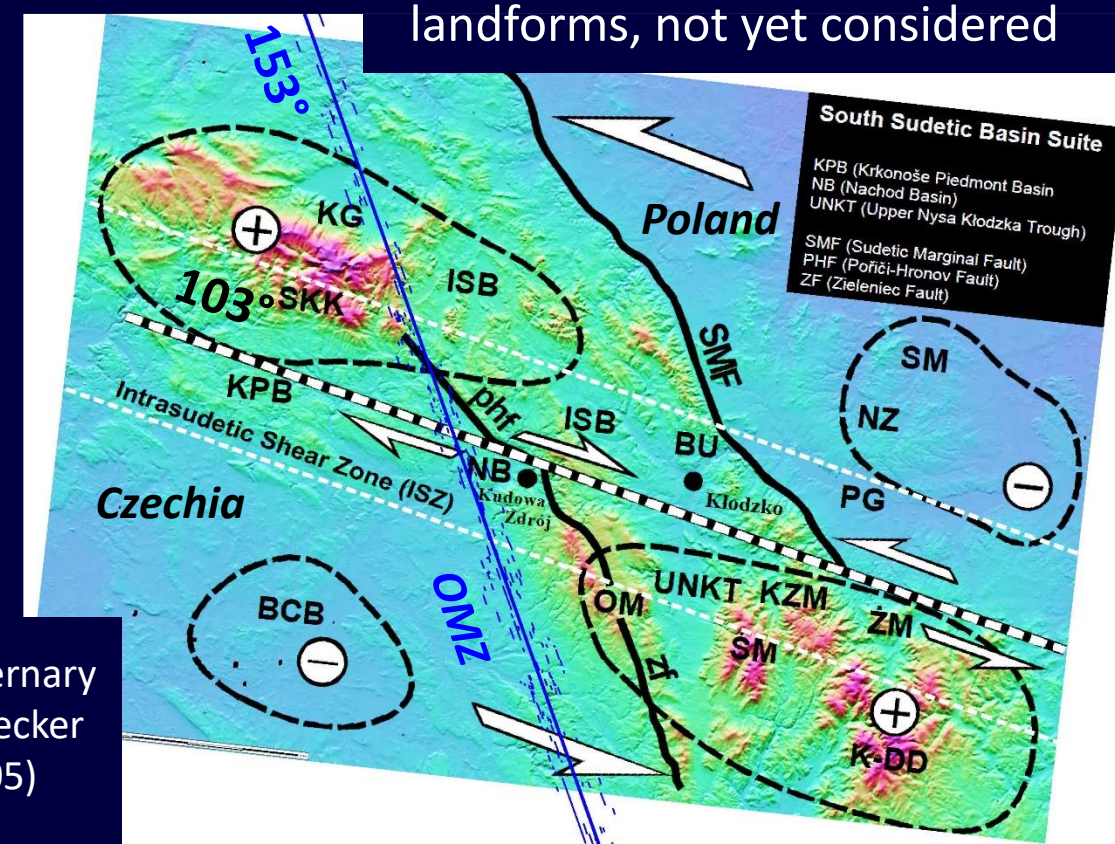 landforms, not yet considered
153°
South Sudetic Basin Suite
KPB (Krkonoše Piedmont Basin
NB (Nachod Basin)
UNKT (Upper Nysa Kłodzka Trough)
SMF (Sudetic Marginal Fault)
PHF (Pořiči-Hronov Fault)
ZF (Zieleniec Fault)
Poland
KG
+
ISB
103° SKK
SMF
SM
KPB
phf
NZ
Intrasudetic Shear Zone (ISZ)
ISB
BU
NB
Kudowa
Zdrój
Kłodzko
PG
−
Czechia
OMZ
BCB
−
OM
UNKT KZM
ŻM
SM
zf
+
K-DD
ernary
ecker
05)